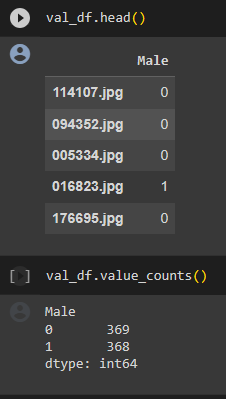 val_df.head()
Male
114107.jpg 0
094352.jpg 0
005334.jpg 0
016823.jpg 1
176695.jpg 0
[ ] val_df.value_counts()
Male
0 369
1 368
dtype: int64